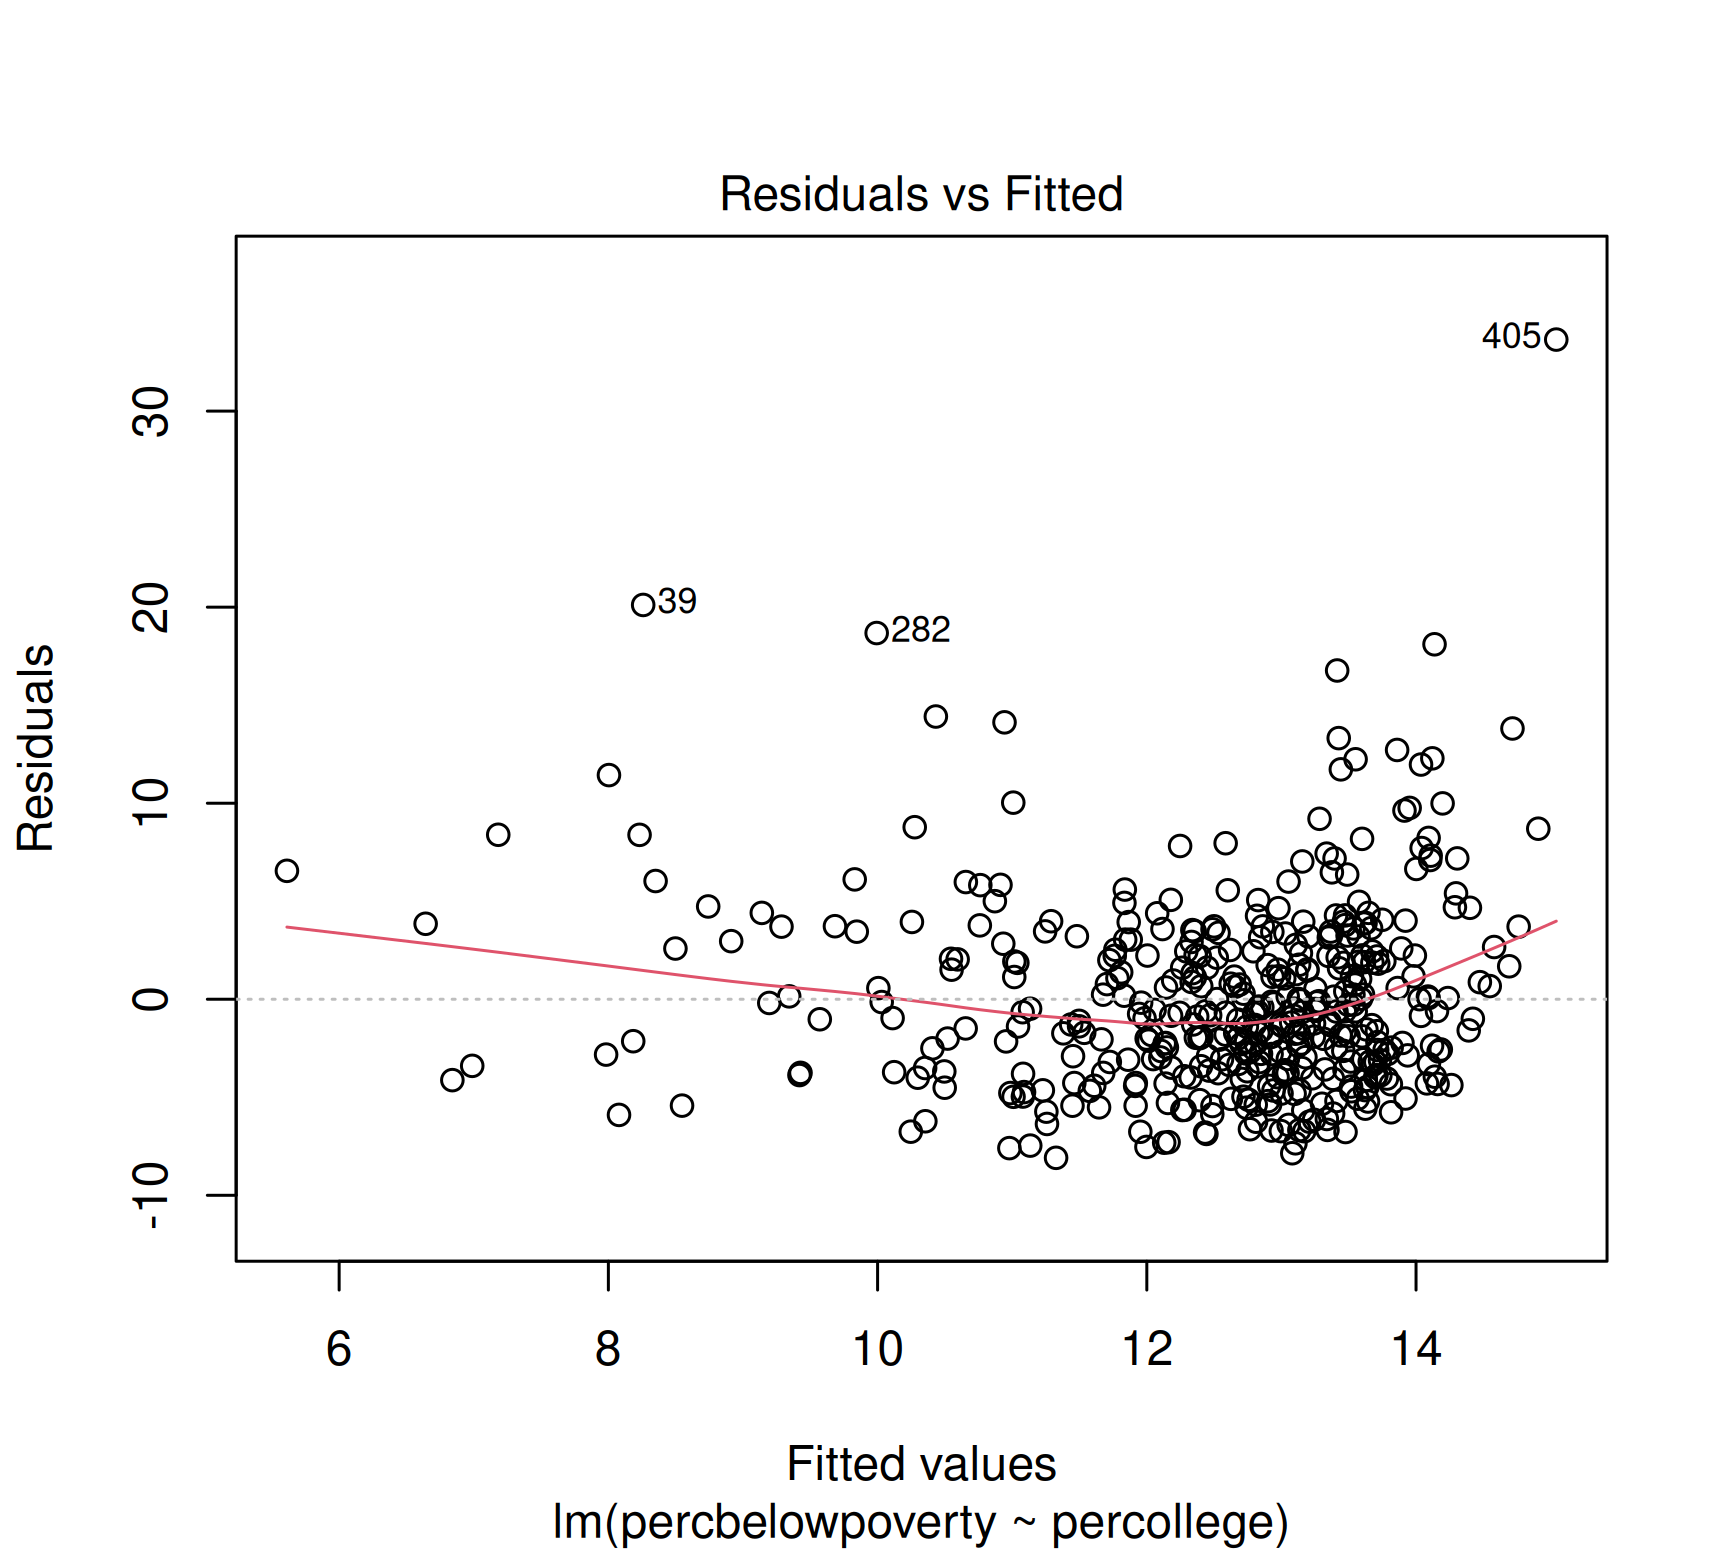 Residuals vs Fitted
405
30
39
20
282
10
0
-10
Residuals
6 8 10 12 14
Fitted values
lm(percbelowpoverty ~ percollege)